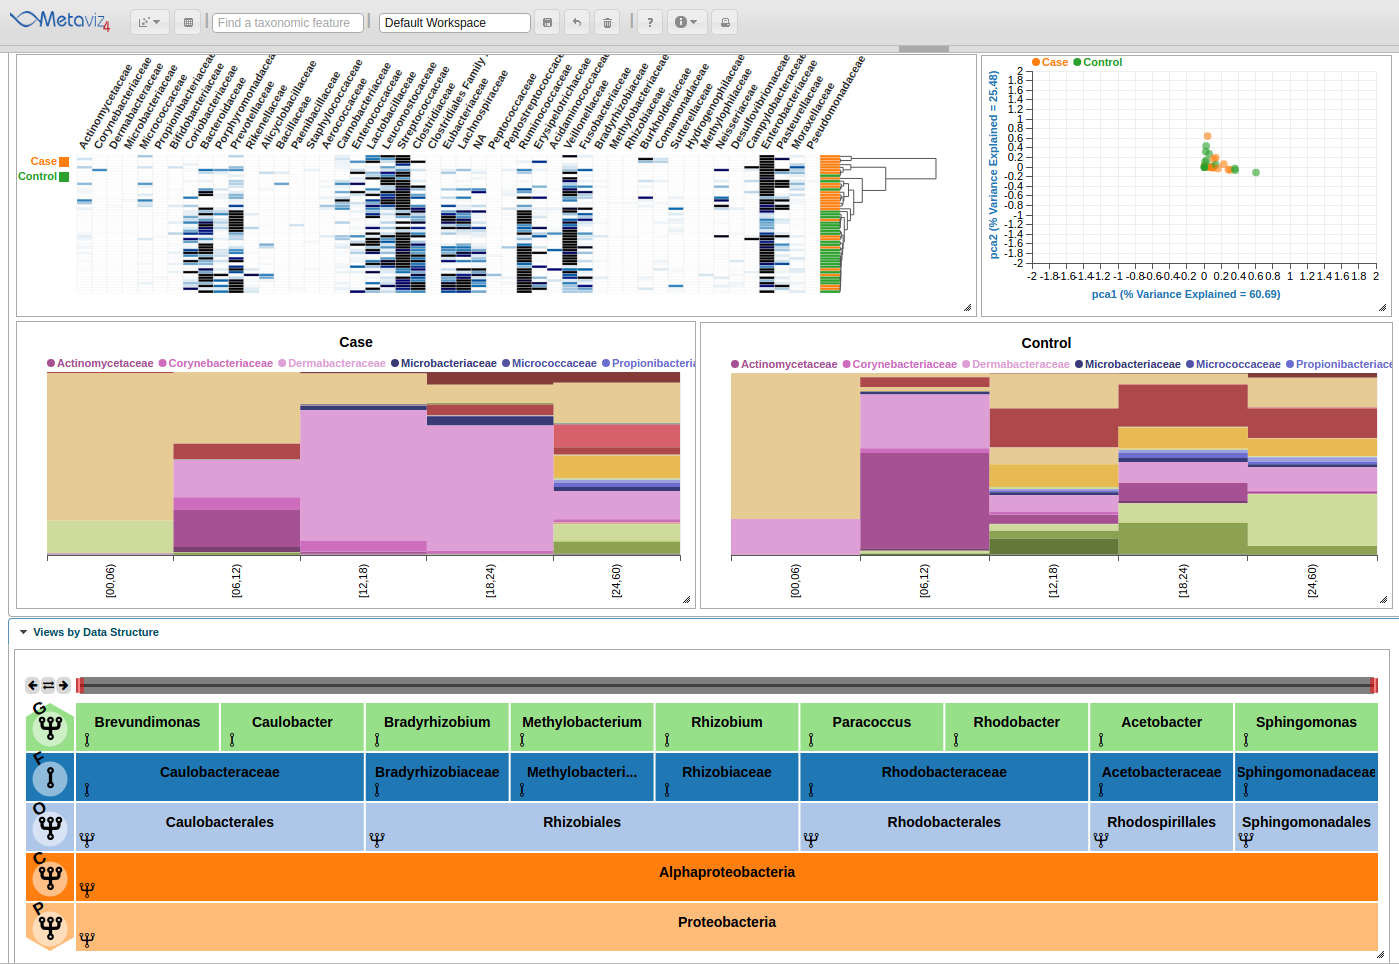 Metaviz4
Find a taxonomic feature
Default Workspace
?
Actinomycetaceae
Corynebacteriaceae
Dermabacteraceae
Microbacteriaceae
Micrococcaceae
Propionibacteriaceae
Bifidobacteriaceae
Coriobacteriaceae
Bacteroidaceae
Porphyromonadaceae
Prevotellaceae
Rikenellaceae
Alicyclobacillaceae
Bacillaceae
Paenibacillaceae
Staphylococcaceae
Aerococcaceae
Carnobacteriaceae
Enterococcaceae
Lactobacillaceae
Leuconostocaceae
Streptococcaceae
Clostridiaceae
Clostridiales Family
Eubacteriaceae
Lachnospiraceae
NA
Peptococcaceae
Peptostreptococcac
Ruminococcaceae
Erysipelotrichaceae
Acidaminococcaceae
Veillonellaceae
Fusobacteriaceae
Bradyrhizobiaceae
Methylobacteriaceae
Rhizobiaceae
Burkholderiaceae
Comamonadaceae
Sutterellaceae
Hydrogenophilaceae
Methylophilaceae
Neisseriaceae
Desulfovibrionaceae
Campylobacteraceae
Enterobacteriaceae
Pasteurellaceae
Moraxellaceae
Pseudomonadaceae
Case
Control
Case Control
pca2 (% Variance Explained = 25.48)
2
1.8
1.6
1.4
1.2
1
0.8
0.6
0.4
0.2
0
-0.2
-0.4
-0.6
-0.8
-1
-1.2
-1.4
-1.6
-1.8
-2
-2 -1.8 -1.6 -1.4 -1.2 -1 -0.8 -0.6 -0.4 -0.2 0 0.2 0.4 0.6 0.8 1 1.2 1.4 1.6 1.8 2
pca1 (% Variance Explained = 60.69)
Case
Actinomycetaceae Corynebacteriaceae Dermabacteraceae Microbacteriaceae Micrococcaceae Propionibacteria
[00,06) [06,12) [12,18) [18,24) [24,60)
Control
Actinomycetaceae Corynebacteriaceae Dermabacteraceae Microbacteriaceae Micrococcaceae Propionibacteriace
[00,06) [06,12) [12,18) [18,24) [24,60)
Views by Data Structure
G
Brevundimonas Caulobacter Bradyrhizobium Methylobacterium Rhizobium Paracoccus Rhodobacter Acetobacter Sphingomonas
F
Caulobacteraceae Bradyrhizobiaceae Methylobacteri... Rhizobiaceae Rhodobacteraceae Acetobacteraceae Sphingomonadaceae
O
Caulobacterales Rhizobiales Rhodobacterales Rhodospirillales Sphingomonadales
C
Alphaproteobacteria
P
Proteobacteria